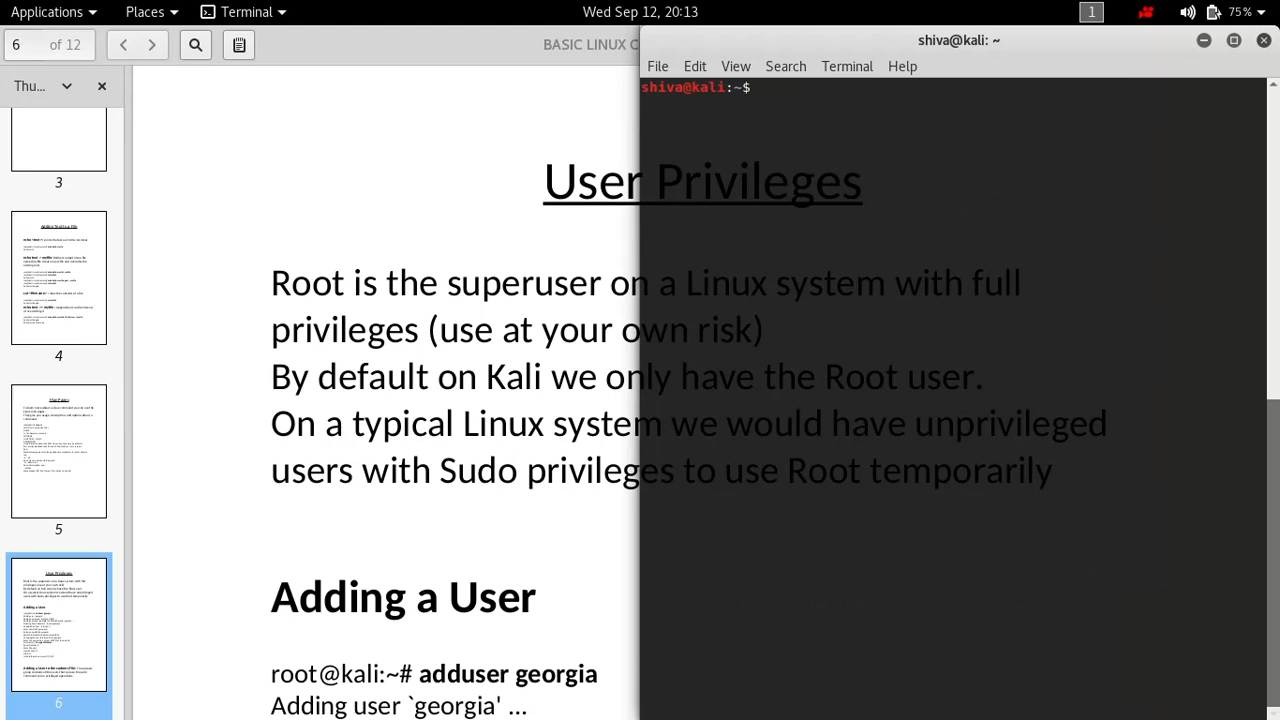 Applications Places Terminal Wed Sep 12, 20:13 1 75%
6 of 12 BASIC LINUX C
shiva@kali: ~
File Edit View Search Terminal Help
shiva@kali:~$
Thu...
3
4
5
6
User Privileges
Root is the superuser on a Linux system with full
privileges (use at your own risk)
By default on Kali we only have the Root user.
On a typical Linux system we would have unprivileged
users with Sudo privileges to use Root temporarily
Adding a User
root@kali:~# adduser georgia
Adding user `georgia' ...